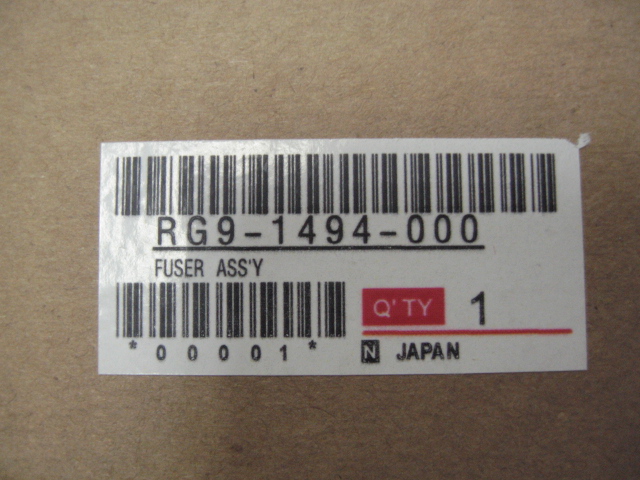 RG9-1494-000
FUSER ASS'Y
Q'TY 1
*00001*
N JAPAN